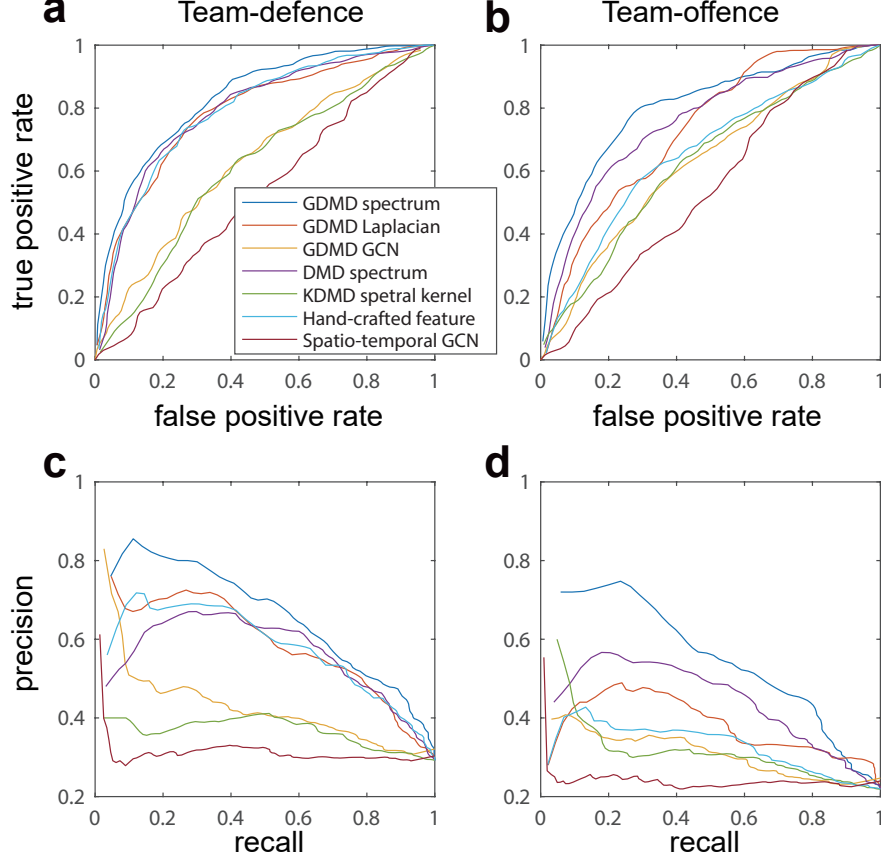 a Team-defence
b Team-offence
true positive rate
1
0.8
0.6
0.4
0.2
0
0 0.2 0.4 0.6 0.8 1
false positive rate
GDMD spectrum
GDMD Laplacian
GDMD GCN
DMD spectrum
KDMD spetral kernel
Hand-crafted feature
Spatio-temporal GCN
1
0.8
0.6
0.4
0.2
0
0 0.2 0.4 0.6 0.8 1
false positive rate
c
precision
1
0.8
0.6
0.4
0.2
0 0.2 0.4 0.6 0.8 1
recall
d
1
0.8
0.6
0.4
0.2
0 0.2 0.4 0.6 0.8 1
recall